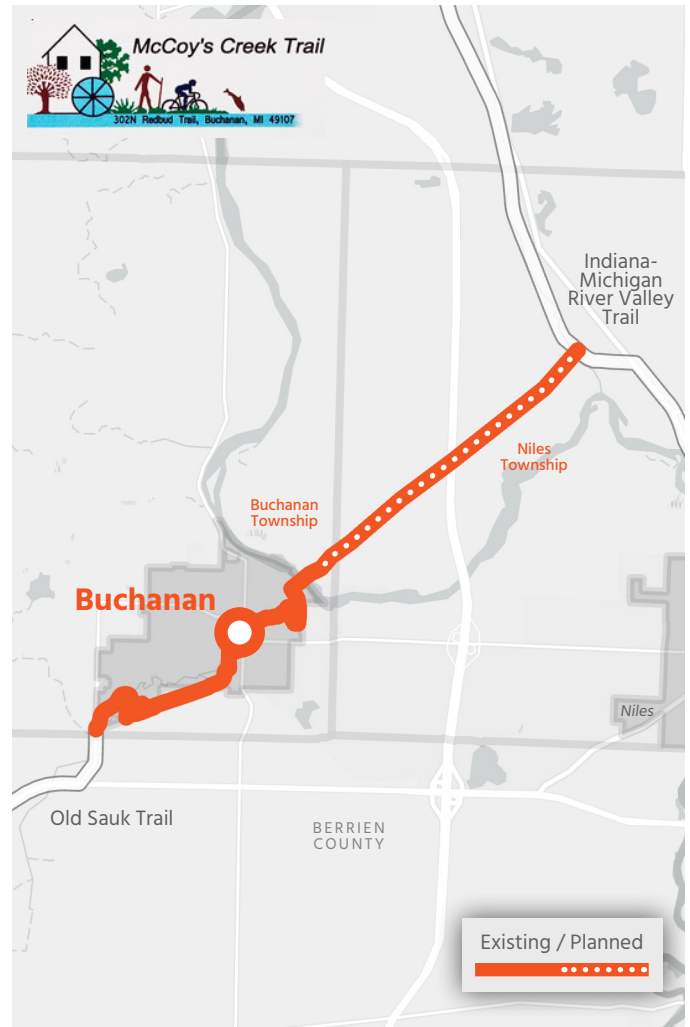 McCoy's Creek Trail
302N Redbud Trail, Buchanan, MI 49107
Indiana-
Michigan
River Valley
Trail
Niles
Township
Buchanan
Township
Buchanan
Niles
Old Sauk Trail
BERRIEN
COUNTY
Existing / Planned